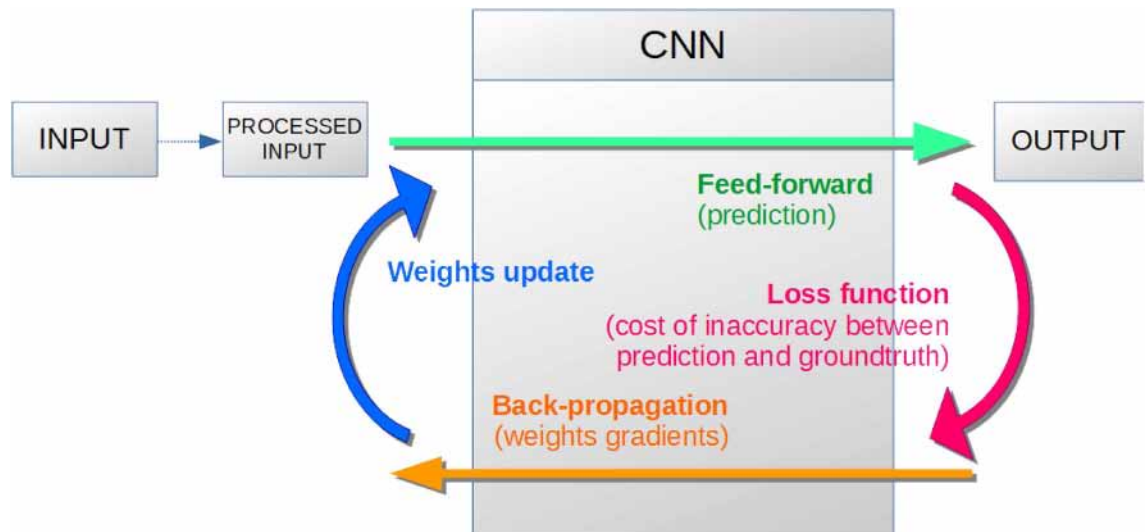 CNN
INPUT
PROCESSED
INPUT
OUTPUT
Feed-forward
(prediction)
Weights update
Loss function
(cost of inaccuracy between
prediction and groundtruth)
Back-propagation
(weights gradients)